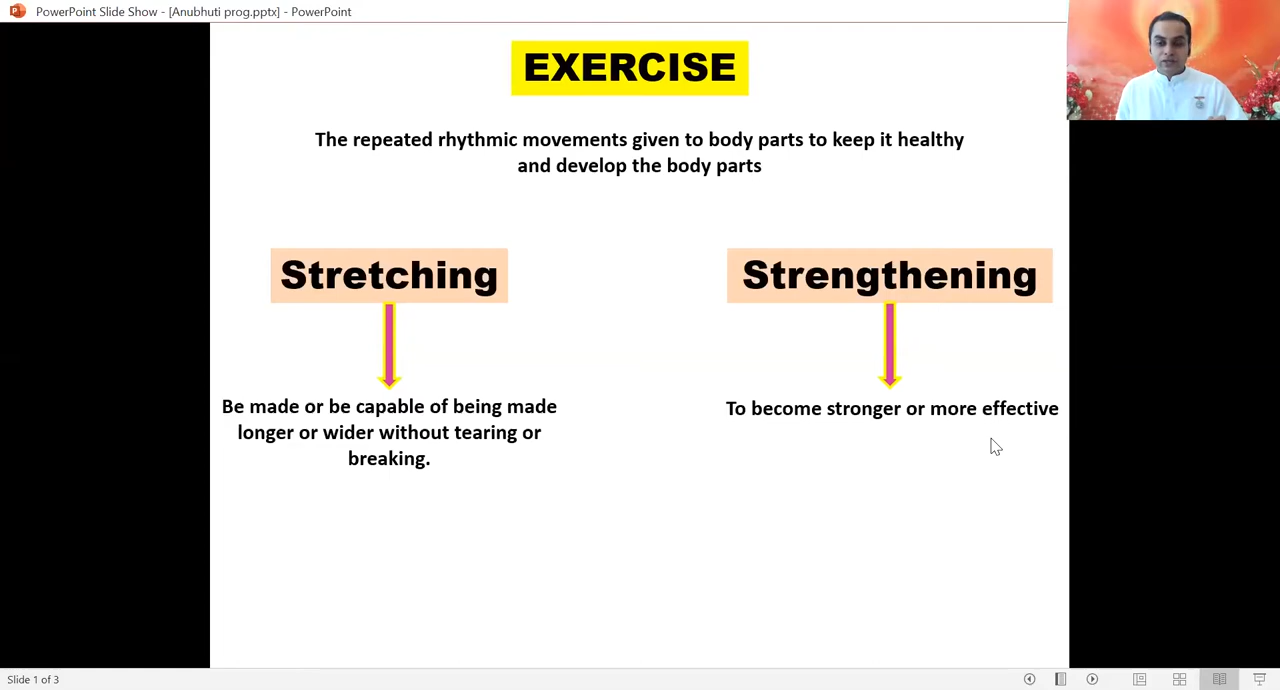 PowerPoint Slide Show - [Anubhuti prog.pptx] - PowerPoint
EXERCISE
The repeated rhythmic movements given to body parts to keep it healthy
and develop the body parts
Stretching
Strengthening
Be made or be capable of being made
longer or wider without tearing or
breaking.
To become stronger or more effective
Slide 1 of 3